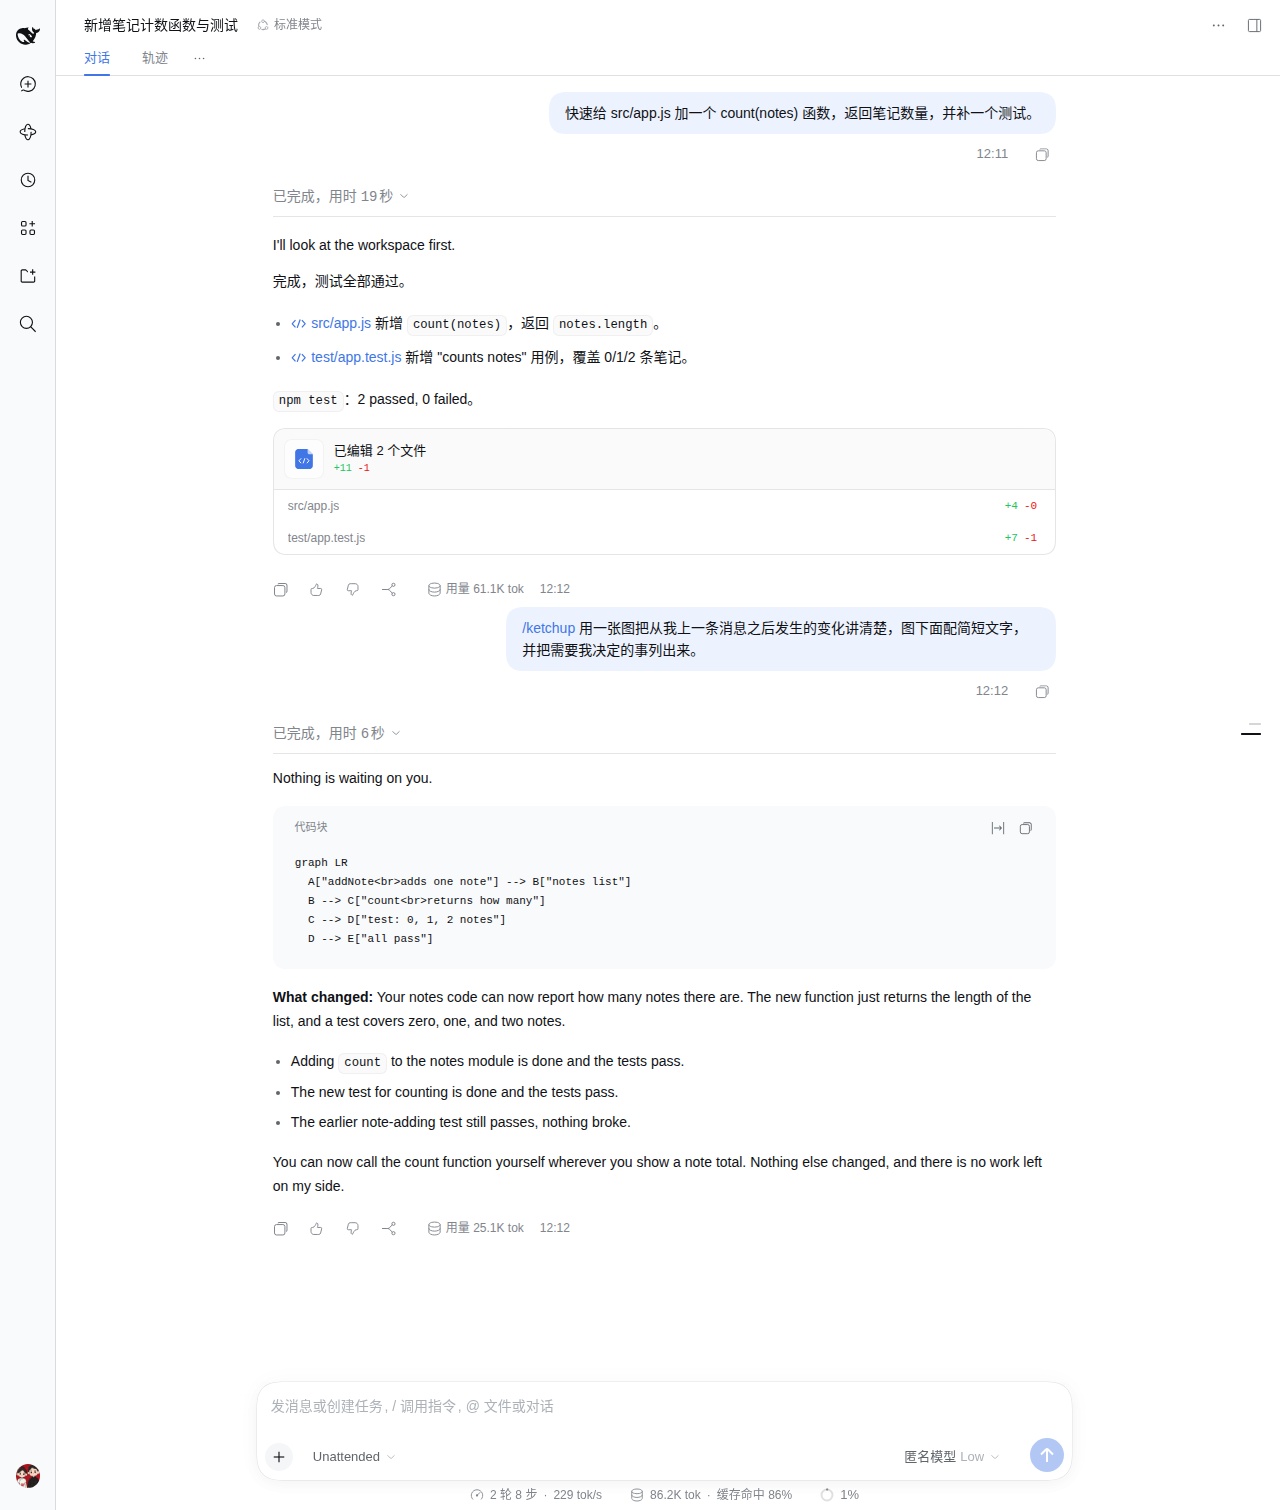 新增笔记计数函数与测试 标准模式
对话 轨迹 ···
快速给 src/app.js 加一个 count(notes) 函数，返回笔记数量，并补一个测试。
12:11
已完成，用时 19 秒
I'll look at the workspace first.
完成，测试全部通过。
• src/app.js 新增 count(notes)，返回 notes.length。
• test/app.test.js 新增 "counts notes" 用例，覆盖 0/1/2 条笔记。
npm test：2 passed, 0 failed。
已编辑 2 个文件
+11 -1
src/app.js +4 -0
test/app.test.js +7 -1
用量 61.1K tok 12:12
/ketchup 用一张图把从我上一条消息之后发生的变化讲清楚，图下面配简短文字，
并把需要我决定的事列出来。
12:12
已完成，用时 6 秒
Nothing is waiting on you.
代码块
graph LR
  A["addNote<br>adds one note"] --> B["notes list"]
  B --> C["count<br>returns how many"]
  C --> D["test: 0, 1, 2 notes"]
  D --> E["all pass"]
What changed: Your notes code can now report how many notes there are. The new function just returns the length of the
list, and a test covers zero, one, and two notes.
• Adding count to the notes module is done and the tests pass.
• The new test for counting is done and the tests pass.
• The earlier note-adding test still passes, nothing broke.
You can now call the count function yourself wherever you show a note total. Nothing else changed, and there is no work left
on my side.
用量 25.1K tok 12:12
发消息或创建任务, / 调用指令, @ 文件或对话
Unattended 匿名模型 Low
2 轮 8 步 · 229 tok/s 86.2K tok · 缓存命中 86% 1%